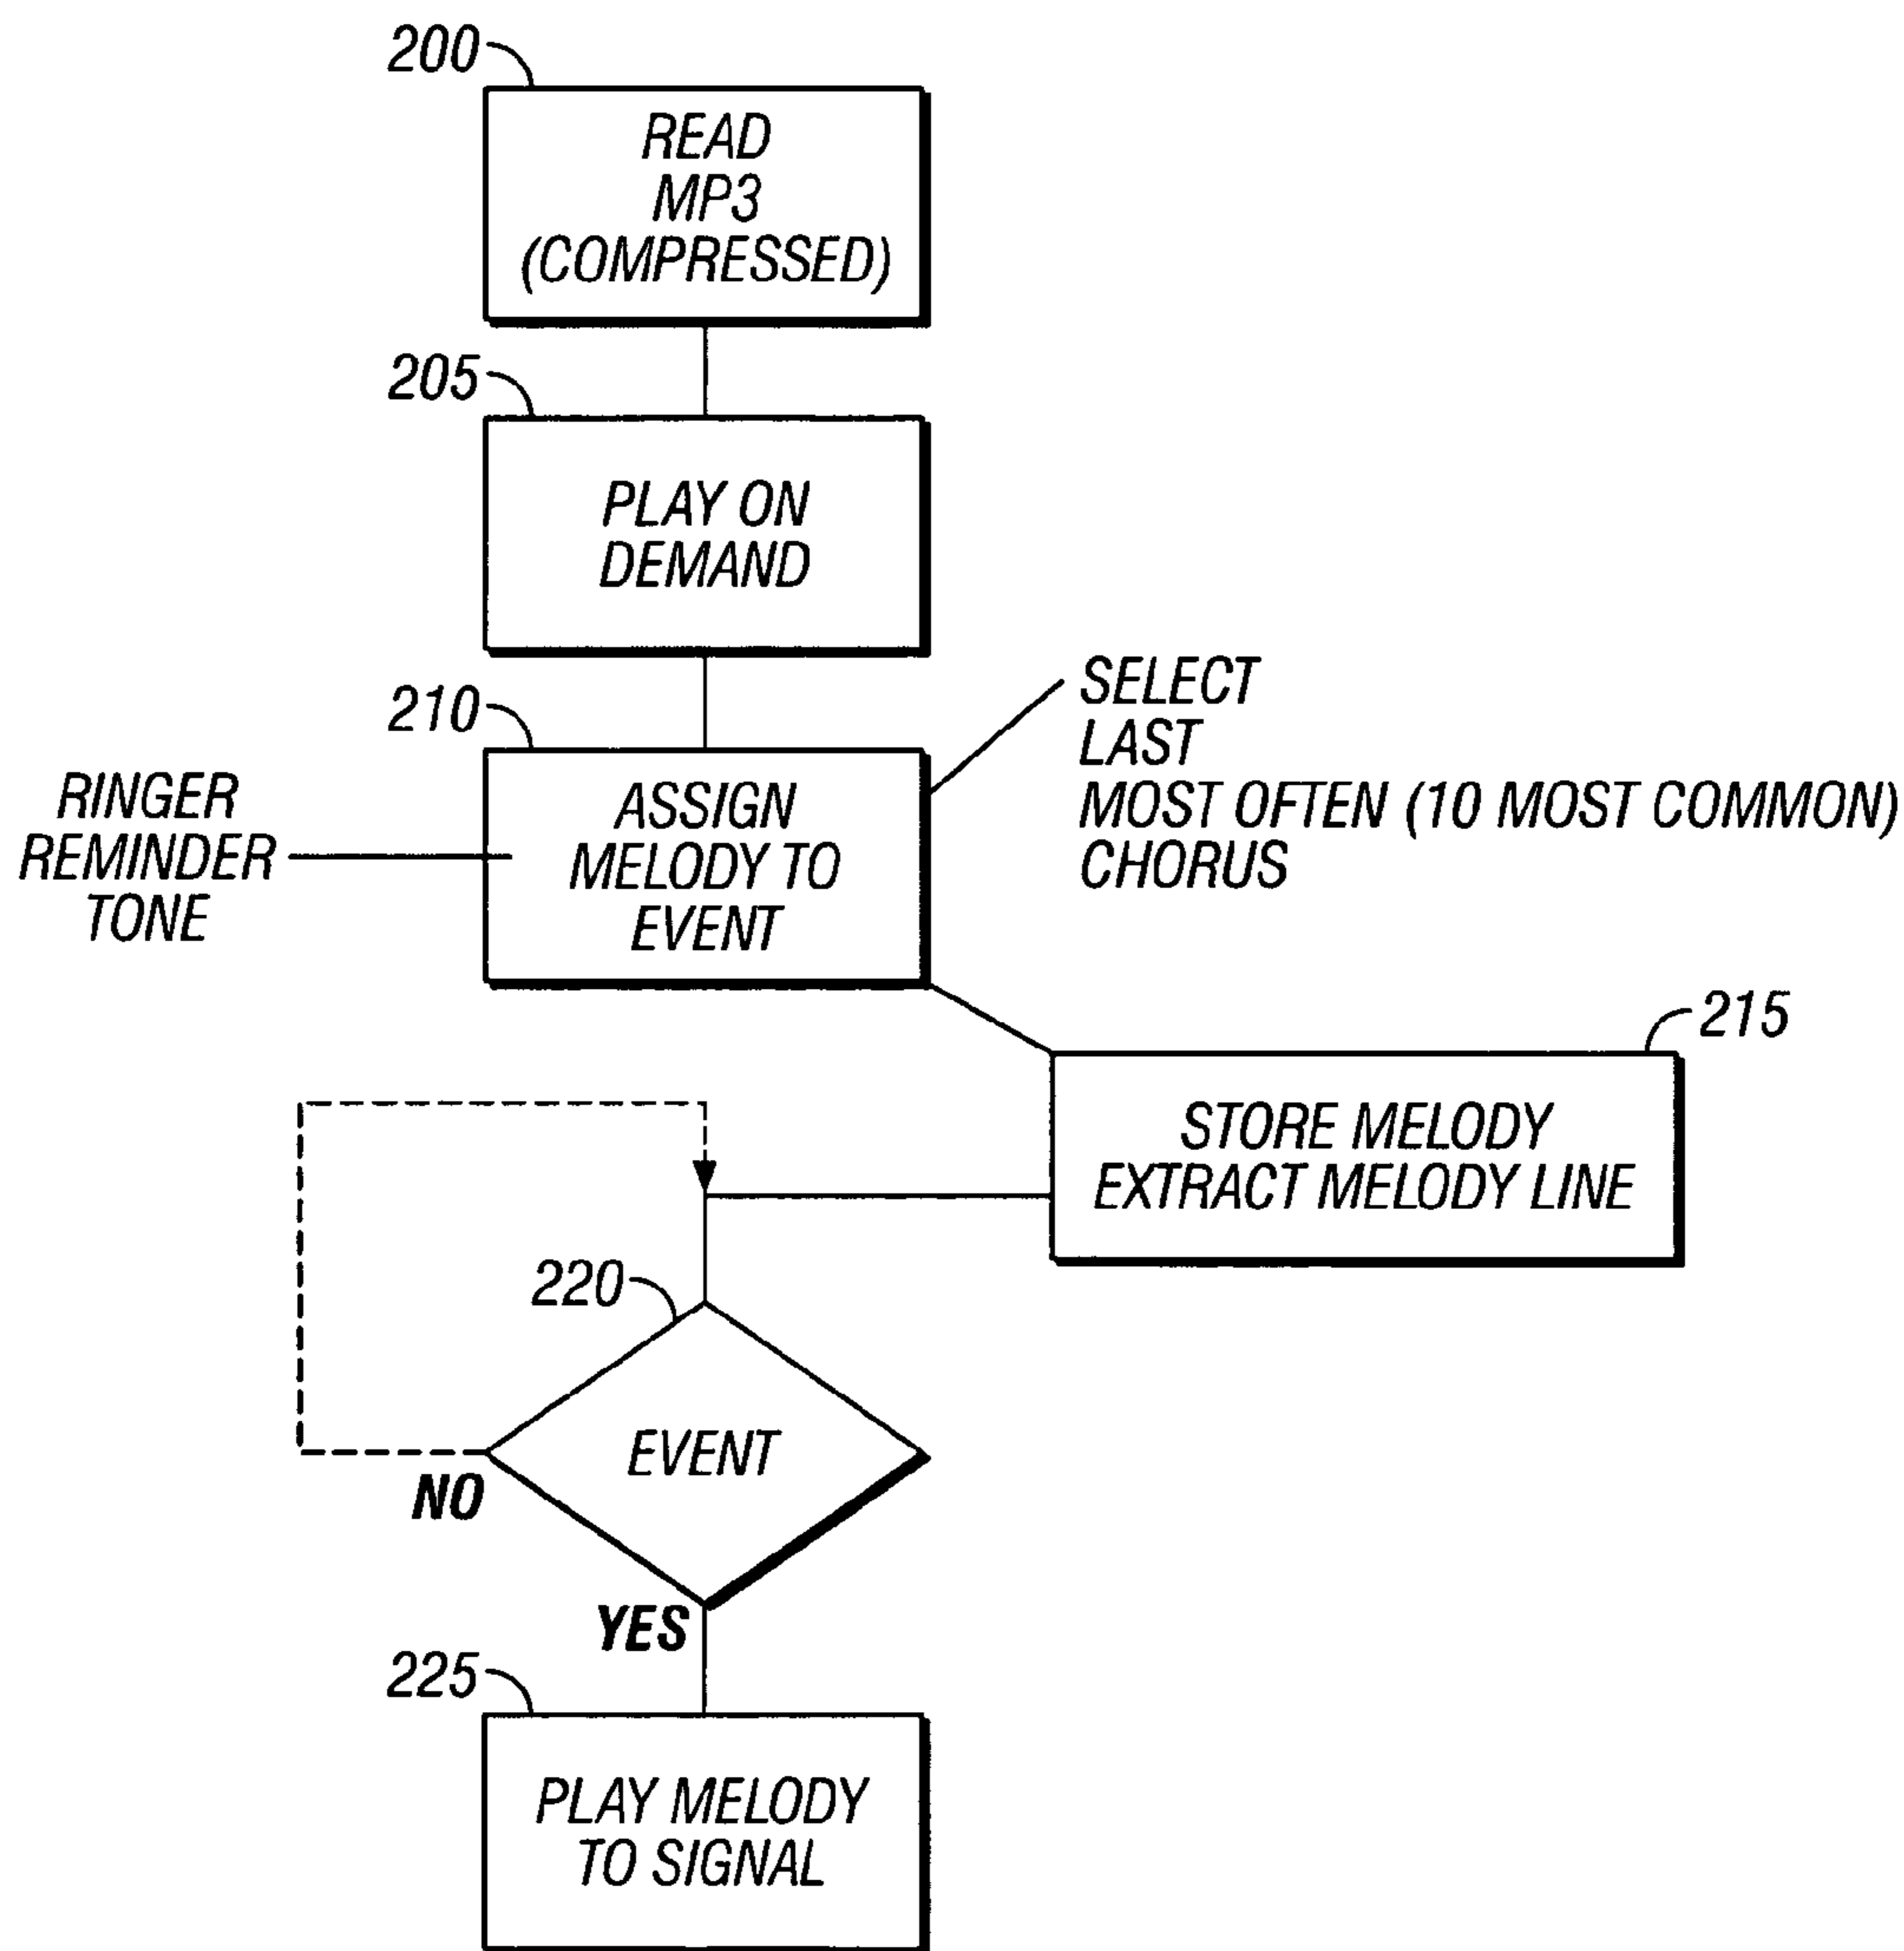 200
READ
MP3
(COMPRESSED)
205
PLAY ON
DEMAND
210
ASSIGN
MELODY TO
EVENT
RINGER
REMINDER
TONE
SELECT
LAST
MOST OFTEN (10 MOST COMMON)
CHORUS
215
STORE MELODY
EXTRACT MELODY LINE
220
EVENT
NO
YES
225
PLAY MELODY
TO SIGNAL